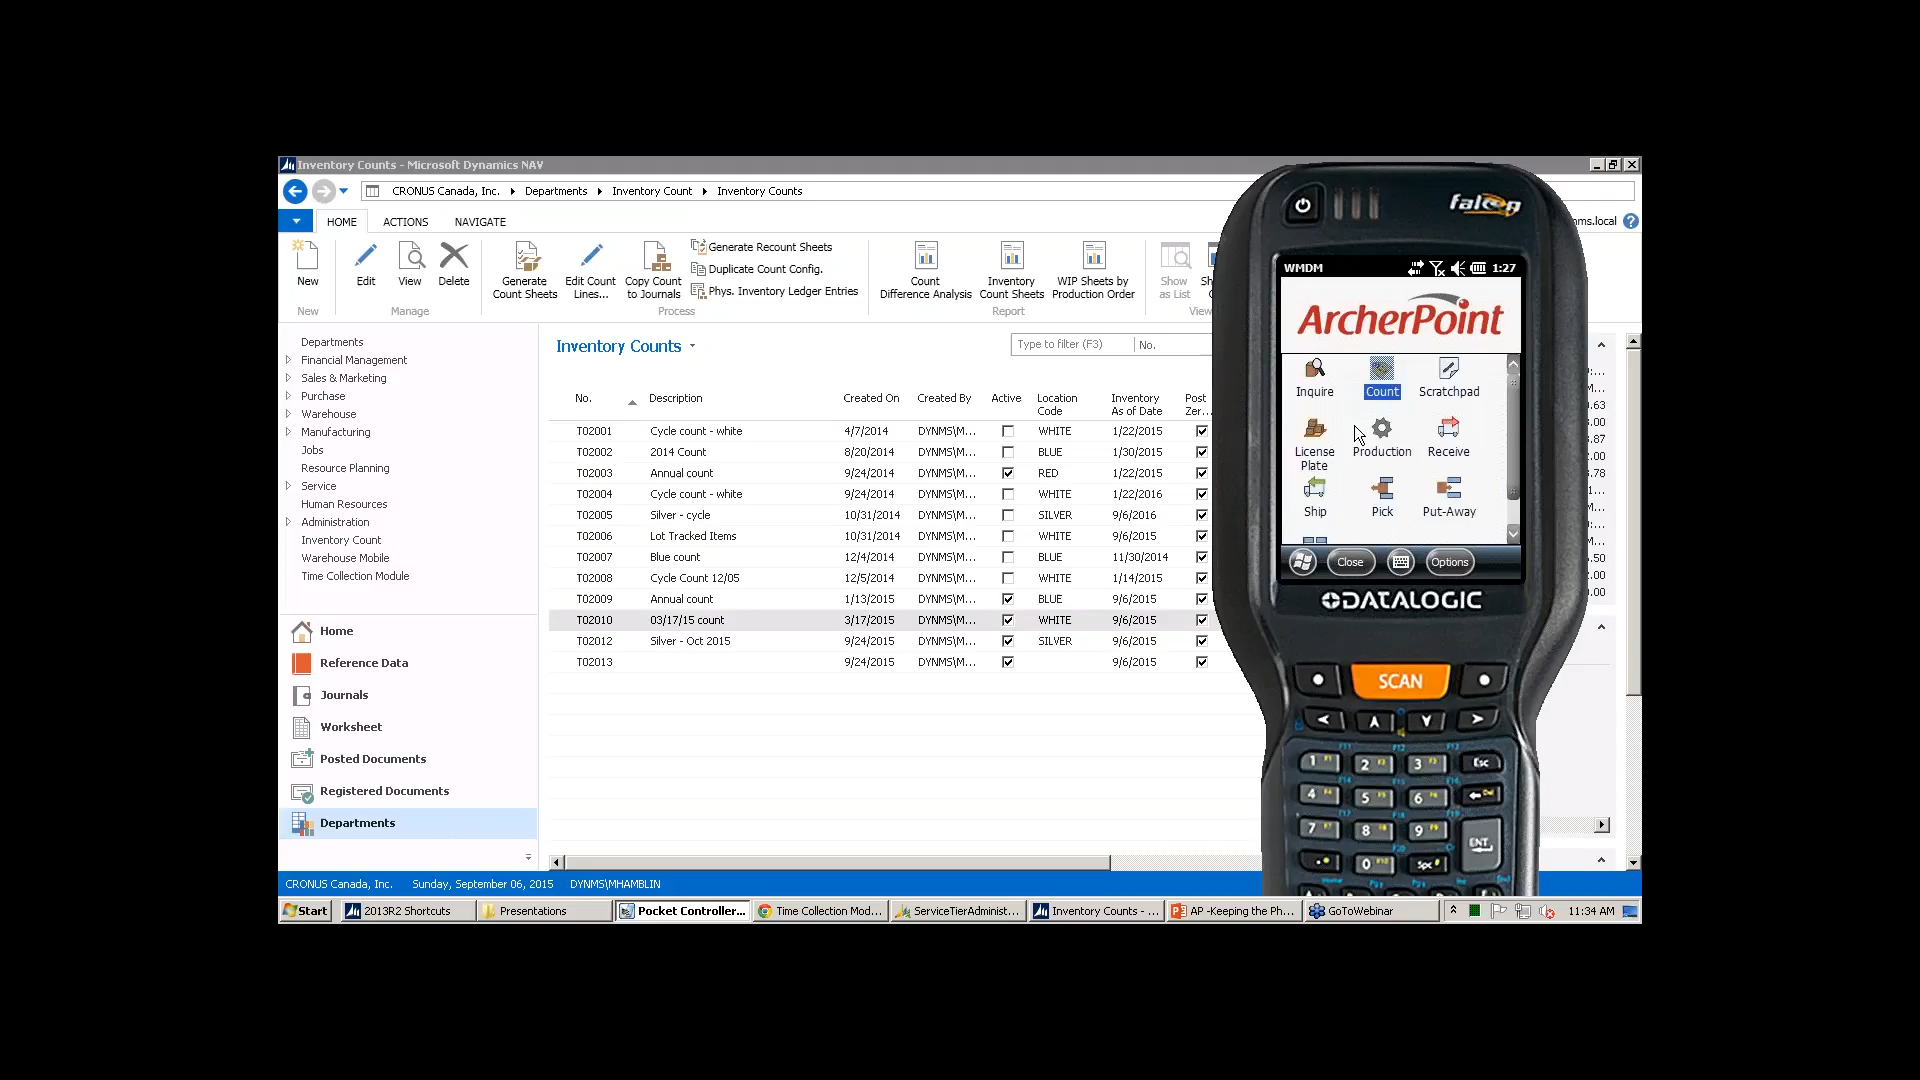 Inventory Counts - Microsoft Dynamics NAV
CRONUS Canada, Inc. Departments Inventory Count Inventory Counts
HOME ACTIONS NAVIGATE
nms.local
New
Edit View Delete
Generate Count Sheets
Edit Count Lines...
Copy Count to Journals
Generate Recount Sheets
Duplicate Count Config.
Phys. Inventory Ledger Entries
Count Difference Analysis
Inventory Count Sheets
WIP Sheets by Production Order
Show as List
New Manage Process Report View
Departments
Financial Management
Sales & Marketing
Purchase
Warehouse
Manufacturing
Jobs
Resource Planning
Service
Human Resources
Administration
Inventory Count
Warehouse Mobile
Time Collection Module
Home
Reference Data
Journals
Worksheet
Posted Documents
Registered Documents
Departments
Inventory Counts
Type to filter (F3) No.
No. Description Created On Created By Active Location Code Inventory As of Date Post Zer...
T02001 Cycle count - white 4/7/2014 DYNMS\M... WHITE 1/22/2015
T02002 2014 Count 8/20/2014 DYNMS\M... BLUE 1/30/2015
T02003 Annual count 9/24/2014 DYNMS\M... RED 1/22/2015
T02004 Cycle count - white 9/24/2014 DYNMS\M... WHITE 1/22/2016
T02005 Silver - cycle 10/31/2014 DYNMS\M... SILVER 9/6/2016
T02006 Lot Tracked Items 10/31/2014 DYNMS\M... WHITE 9/6/2015
T02007 Blue count 12/4/2014 DYNMS\M... BLUE 11/30/2014
T02008 Cycle Count 12/05 12/5/2014 DYNMS\M... WHITE 1/14/2015
T02009 Annual count 1/13/2015 DYNMS\M... BLUE 9/6/2015
T02010 03/17/15 count 3/17/2015 DYNMS\M... WHITE 9/6/2015
T02012 Silver - Oct 2015 9/24/2015 DYNMS\M... SILVER 9/6/2015
T02013 9/24/2015 DYNMS\M... 9/6/2015
falcon
WMDM 1:27
ArcherPoint
Inquire Count Scratchpad
License Plate Production Receive
Ship Pick Put-Away
Close Options
DATALOGIC
SCAN
1 2 3 Esc
4 5 6
7 8 9 ENT
0 Spc
CRONUS Canada, Inc. Sunday, September 06, 2015 DYNMS\MHAMBLIN
Start 2013R2 Shortcuts Presentations Pocket Controller... Time Collection Mod... ServiceTierAdminist... Inventory Counts - ... AP -Keeping the Ph... GoToWebinar 11:34 AM